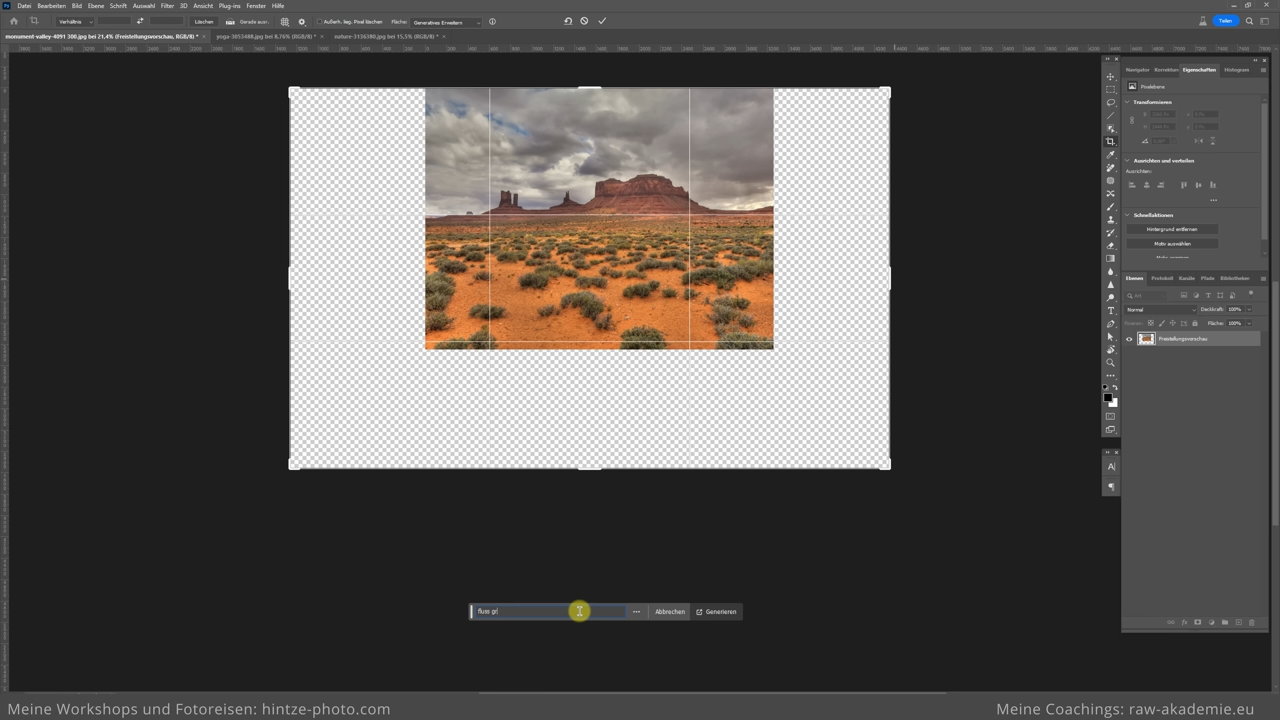 Datei Bearbeiten Bild Ebene Schrift Auswahl Filter 3D Ansicht Plug-ins Fenster Hilfe
Verhältnis Löschen Gerade ausr. Außerh. lieg. Pixel löschen Fläche: Generatives Erweitern Teilen
monument-valley-4091 300.jpg bei 21,4% (Freistellungsvorschau, RGB/8) * × yoga-3053488.jpg bei 8,76% (RGB/8) * × nature-3136388.jpg bei 15,5% (RGB/8) * ×
Navigator Korrektur Eigenschaften Histogramm
Pixelebene
Transformieren
Ausrichten und verteilen
Ausrichten:
Schnellaktionen
Hintergrund entfernen
Motiv auswählen
Ebenen Protokoll Kanäle Pfade Bibliotheken
Art
Normal Deckkraft: 100%
Fläche: 100%
Freistellungsvorschau
fluss gr Abbrechen Generieren
Meine Workshops und Fotoreisen: hintze-photo.com Meine Coachings: raw-akademie.eu